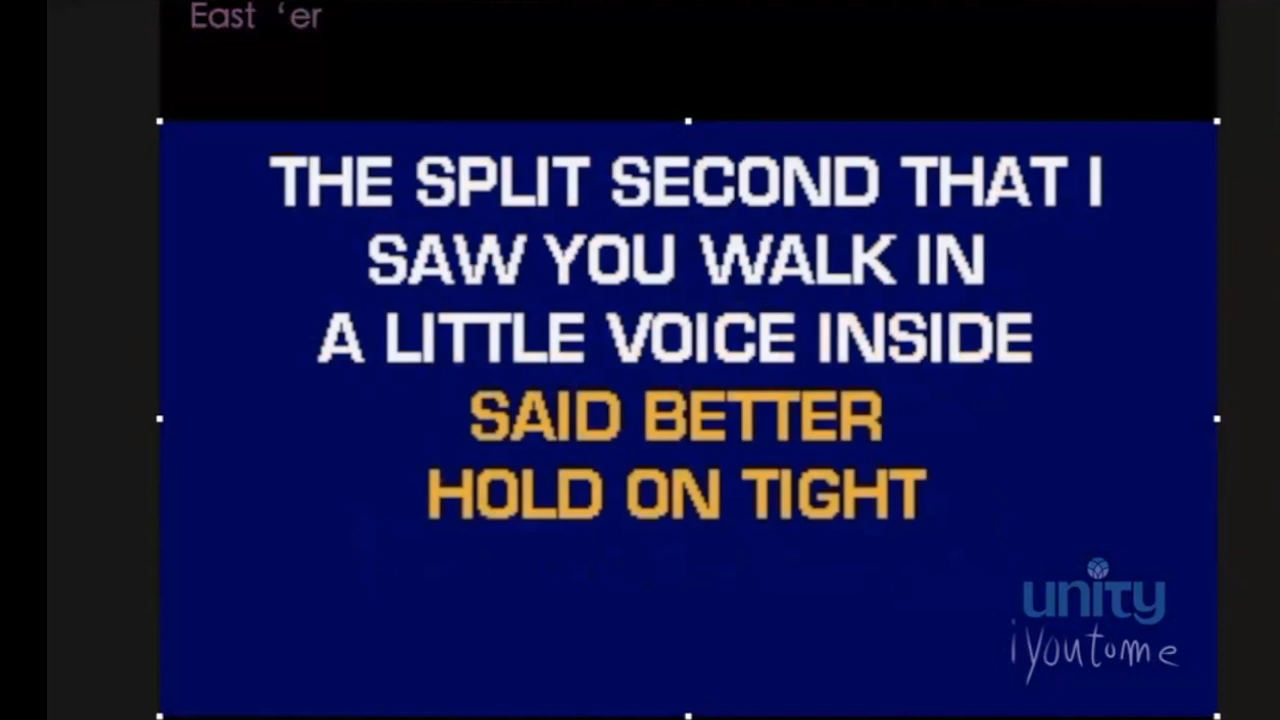 East ‘er
THE SPLIT SECOND THAT I
SAW YOU WALK IN
A LITTLE VOICE INSIDE
SAID BETTER
HOLD ON TIGHT
unity
iyoutome